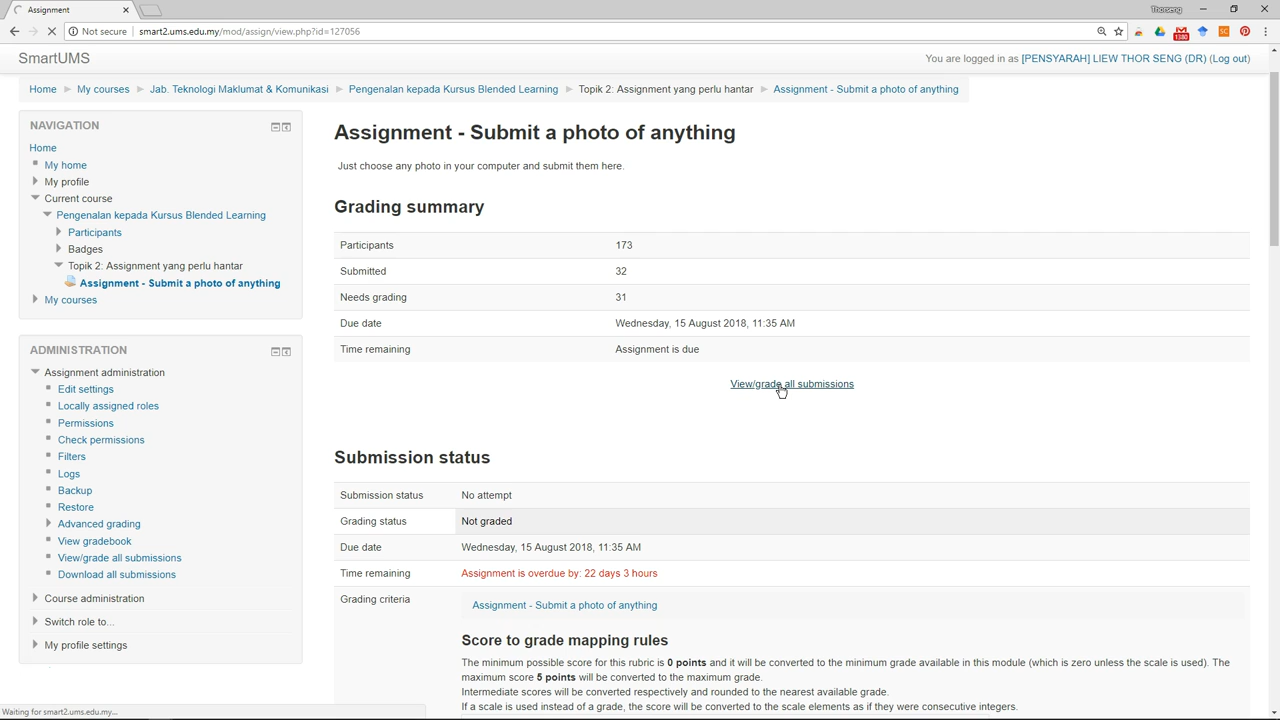 Assignment
Thorseng
Not secure
smart2.ums.edu.my/mod/assign/view.php?id=127056
1380
SC
SmartUMS
You are logged in as [PENSYARAH] LIEW THOR SENG (DR) (Log out)
Home My courses Jab. Teknologi Maklumat & Komunikasi Pengenalan kepada Kursus Blended Learning Topik 2: Assignment yang perlu hantar Assignment - Submit a photo of anything
NAVIGATION
Home
My home
My profile
Current course
Pengenalan kepada Kursus Blended Learning
Participants
Badges
Topik 2: Assignment yang perlu hantar
Assignment - Submit a photo of anything
My courses
ADMINISTRATION
Assignment administration
Edit settings
Locally assigned roles
Permissions
Check permissions
Filters
Logs
Backup
Restore
Advanced grading
View gradebook
View/grade all submissions
Download all submissions
Course administration
Switch role to...
My profile settings
Assignment - Submit a photo of anything
Just choose any photo in your computer and submit them here.
Grading summary
Participants 173
Submitted 32
Needs grading 31
Due date Wednesday, 15 August 2018, 11:35 AM
Time remaining Assignment is due
View/grade all submissions
Submission status
Submission status No attempt
Grading status Not graded
Due date Wednesday, 15 August 2018, 11:35 AM
Time remaining Assignment is overdue by: 22 days 3 hours
Grading criteria Assignment - Submit a photo of anything
Score to grade mapping rules
The minimum possible score for this rubric is 0 points and it will be converted to the minimum grade available in this module (which is zero unless the scale is used). The
maximum score 5 points will be converted to the maximum grade.
Intermediate scores will be converted respectively and rounded to the nearest available grade.
If a scale is used instead of a grade, the score will be converted to the scale elements as if they were consecutive integers.
Waiting for smart2.ums.edu.my...